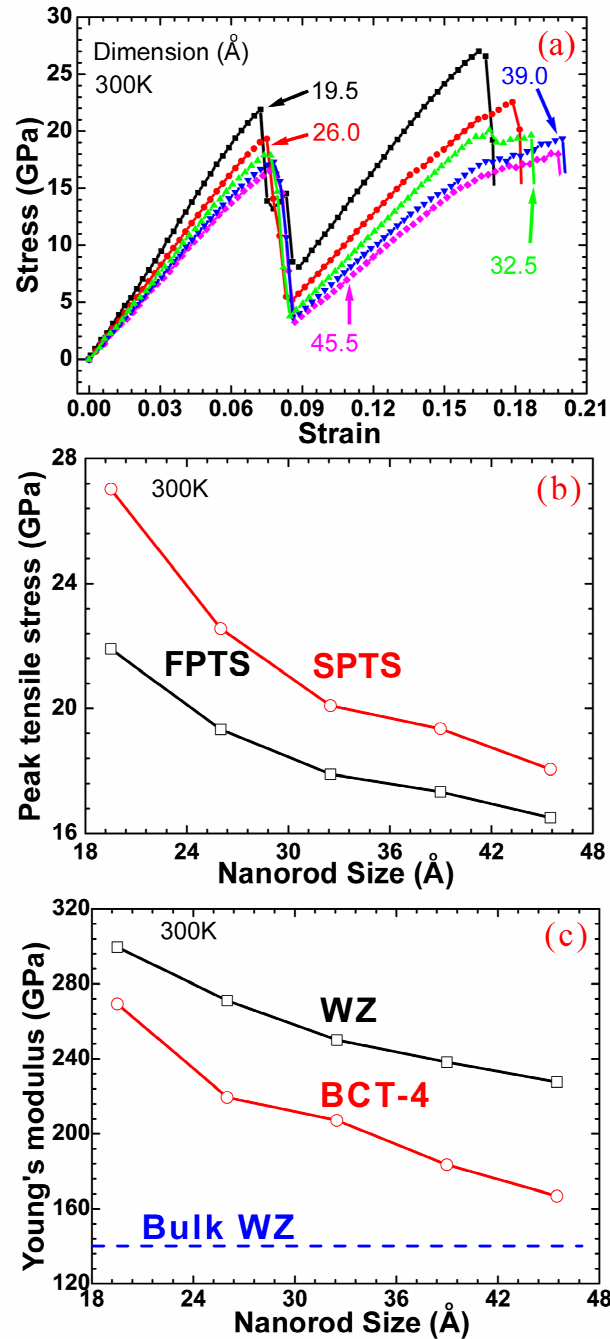 30
25
20
15
10
5
0
Stress (GPa)
Dimension (Å)
300K
(a)
19.5
26.0
39.0
32.5
45.5
0.00 0.03 0.06 0.09 0.12 0.15 0.18 0.21
Strain
28
24
20
16
Peak tensile stress (GPa)
300K
(b)
FPTS
SPTS
18 24 30 36 42 48
Nanorod Size (Å)
320
280
240
200
160
120
Young's modulus (GPa)
300K
(c)
WZ
BCT-4
Bulk WZ
18 24 30 36 42 48
Nanorod Size (Å)